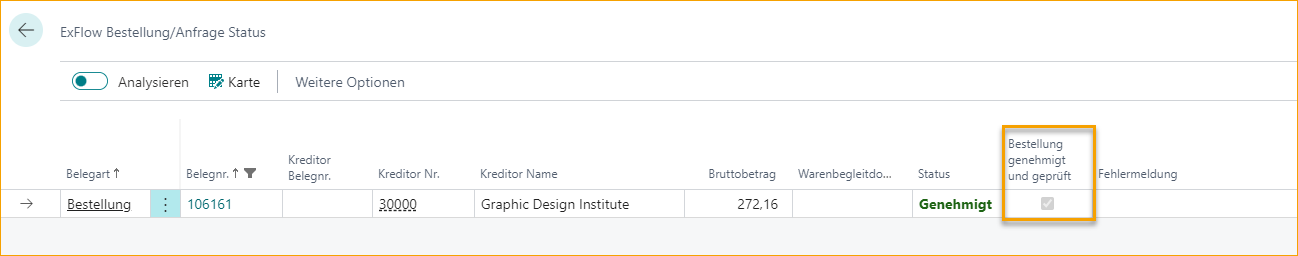 ExFlow Bestellung/Anfrage Status
Analysieren Karte Weitere Optionen
Belegart ↑ Belegnr. ↑ Kreditor Belegnr. Kreditor Nr. Kreditor Name Bruttobetrag Warenbegleitdo... Status Bestellung genehmigt und geprüft Fehlermeldung
Bestellung 106161 30000 Graphic Design Institute 272,16 Genehmigt